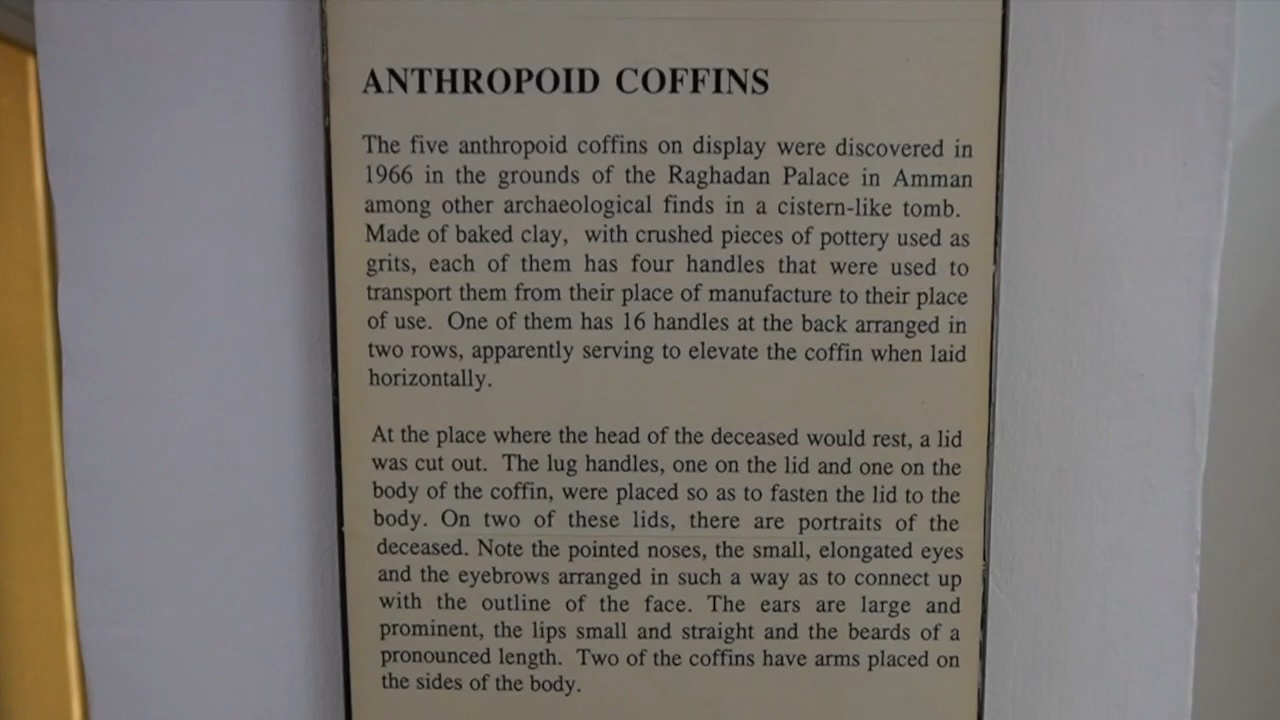 ANTHROPOID COFFINS
The five anthropoid coffins on display were discovered in
1966 in the grounds of the Raghadan Palace in Amman
among other archaeological finds in a cistern-like tomb.
Made of baked clay, with crushed pieces of pottery used as
grits, each of them has four handles that were used to
transport them from their place of manufacture to their place
of use. One of them has 16 handles at the back arranged in
two rows, apparently serving to elevate the coffin when laid
horizontally.
At the place where the head of the deceased would rest, a lid
was cut out. The lug handles, one on the lid and one on the
body of the coffin, were placed so as to fasten the lid to the
body. On two of these lids, there are portraits of the
deceased. Note the pointed noses, the small, elongated eyes
and the eyebrows arranged in such a way as to connect up
with the outline of the face. The ears are large and
prominent, the lips small and straight and the beards of a
pronounced length. Two of the coffins have arms placed on
the sides of the body.